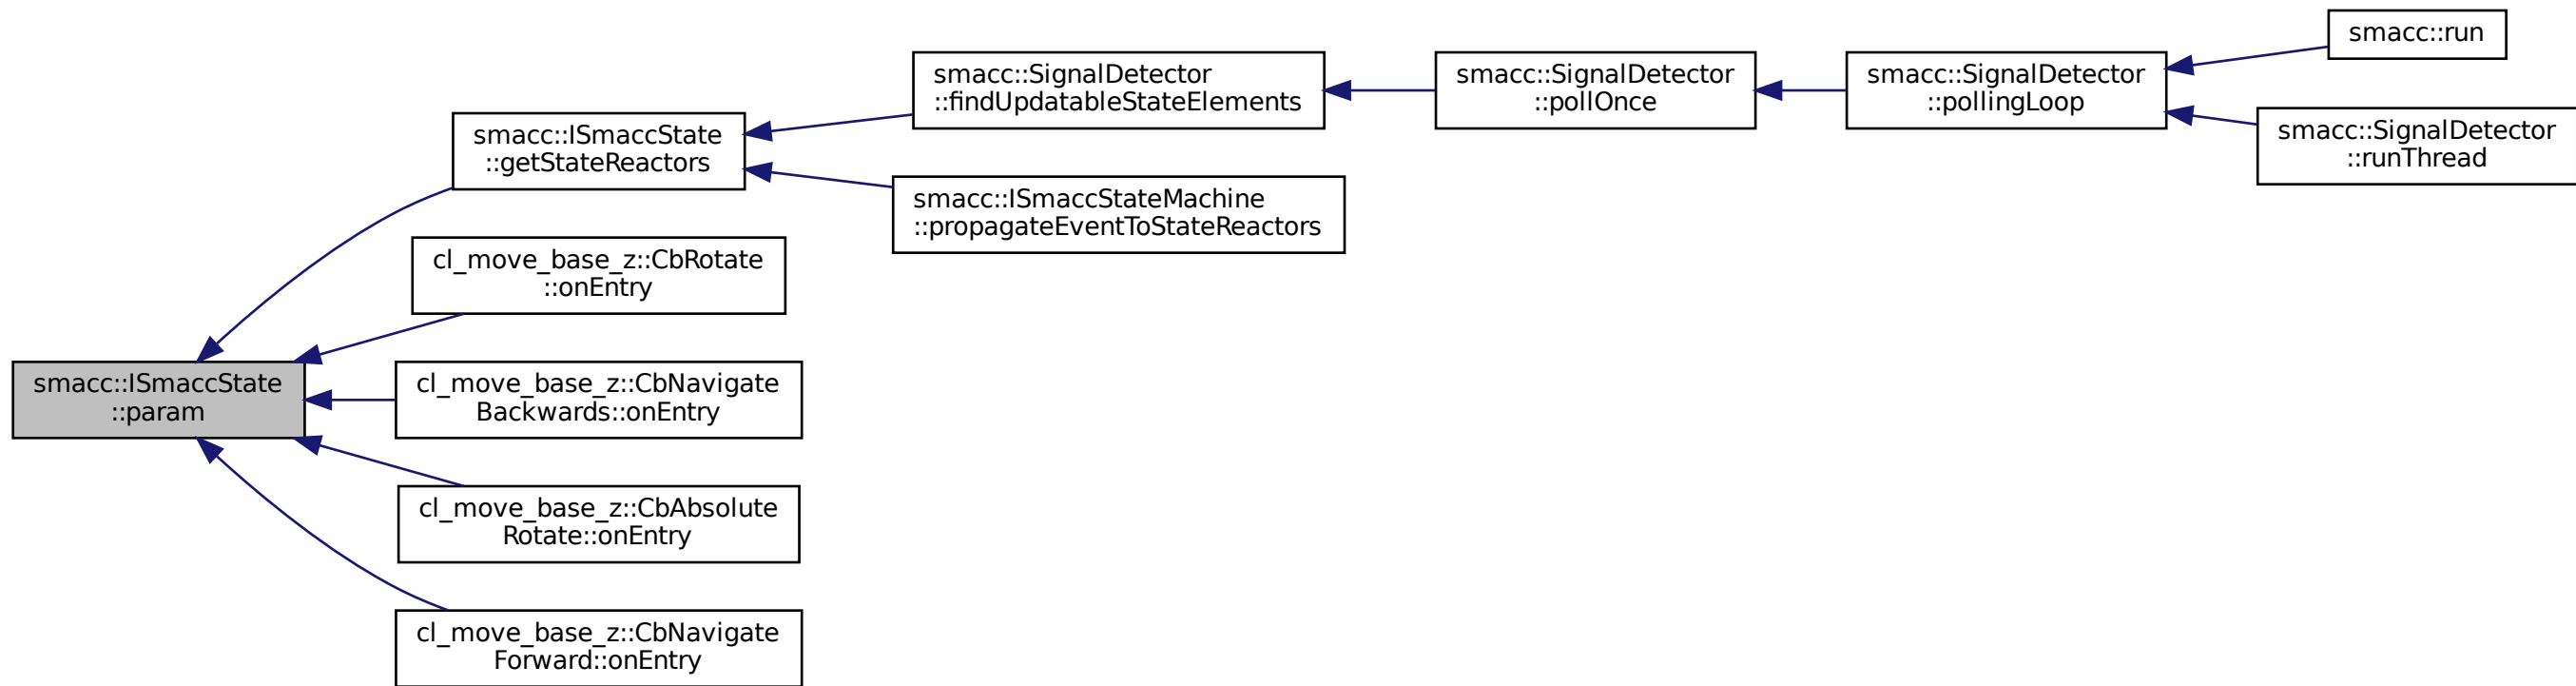 smacc::run
smacc::SignalDetector
::findUpdatableStateElements
smacc::SignalDetector
::pollOnce
smacc::SignalDetector
::pollingLoop
smacc::SignalDetector
::runThread
smacc::ISmaccState
::getStateReactors
smacc::ISmaccStateMachine
::propagateEventToStateReactors
cl_move_base_z::CbRotate
::onEntry
smacc::ISmaccState
::param
cl_move_base_z::CbNavigate
Backwards::onEntry
cl_move_base_z::CbAbsolute
Rotate::onEntry
cl_move_base_z::CbNavigate
Forward::onEntry